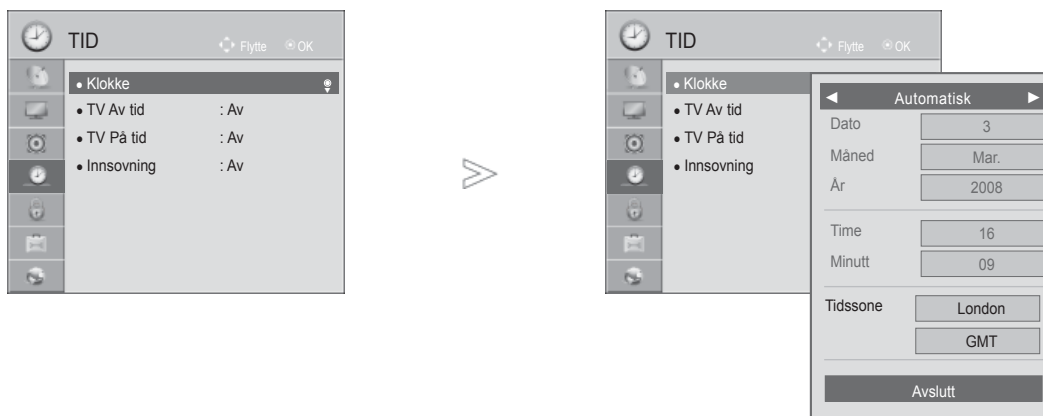 TID
Flytte OK
• Klokke
• TV Av tid : Av
• TV På tid : Av
• Innsovning : Av
TID
Flytte OK
• Klokke
• TV Av tid
• TV På tid
• Innsovning
◄ Automatisk ►
Dato 3
Måned Mar.
År 2008
Time 16
Minutt 09
Tidssone London
GMT
Avslutt